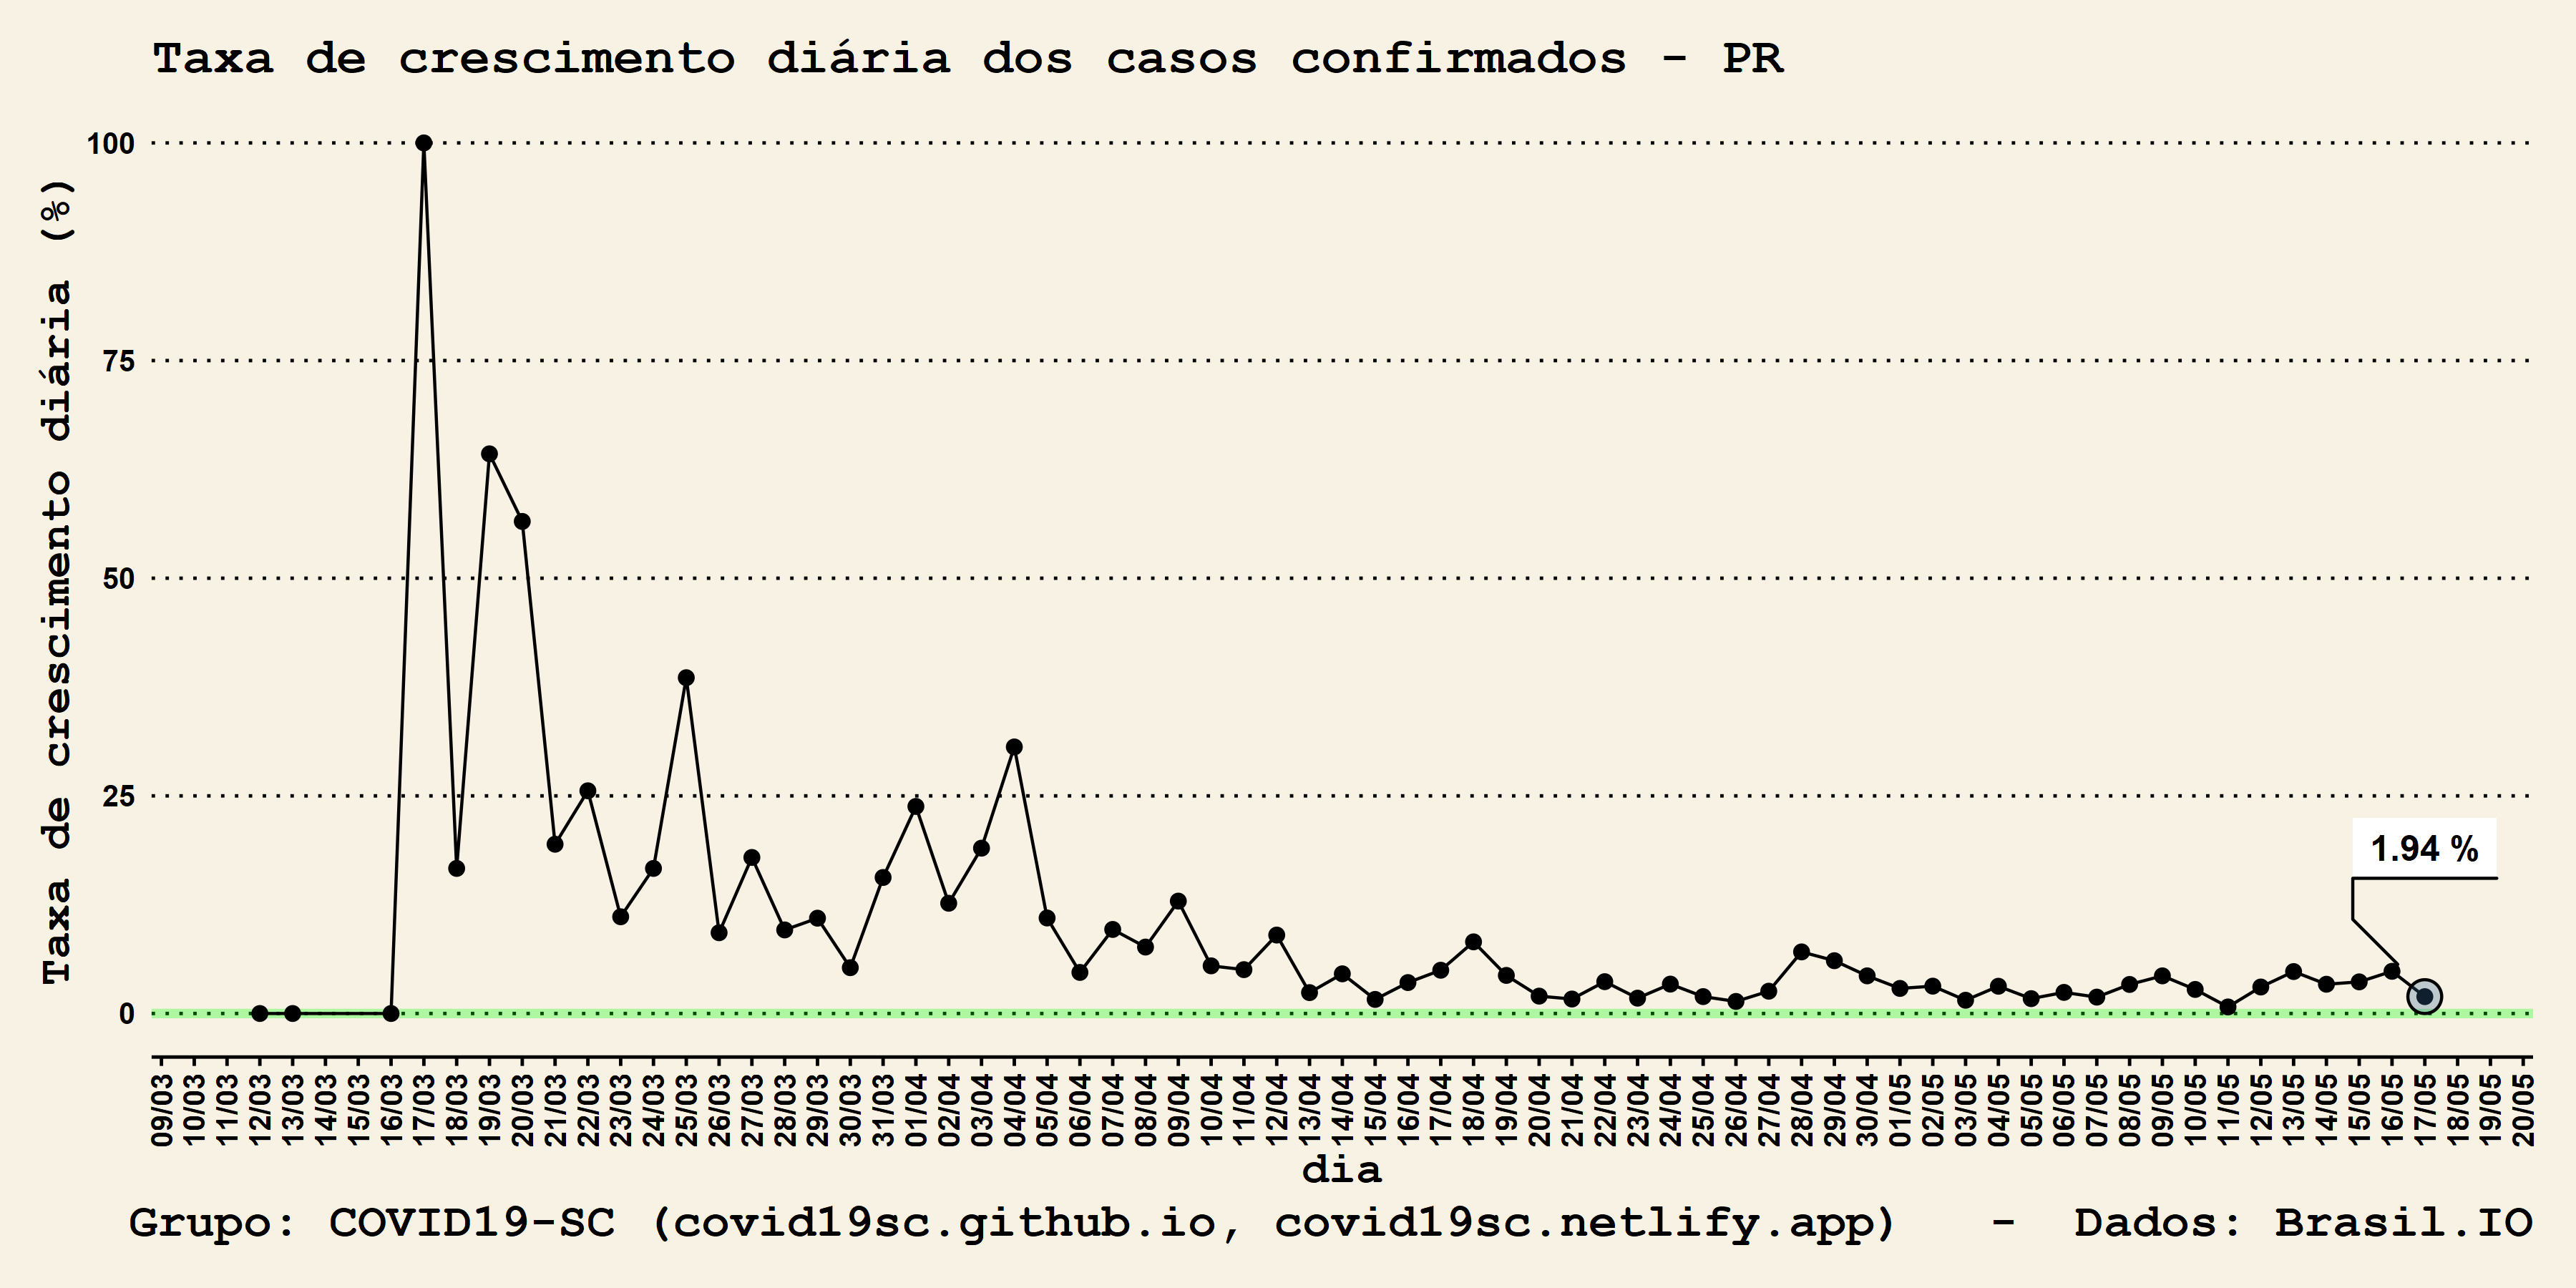 Taxa de crescimento diária dos casos confirmados - PR
Taxa de crescimento diária (%)
100
75
50
25
0
1.94 %
09/03 10/03 11/03 12/03 13/03 14/03 15/03 16/03 17/03 18/03 19/03 20/03 21/03 22/03 23/03 24/03 25/03 26/03 27/03 28/03 29/03 30/03 31/03 01/04 02/04 03/04 04/04 05/04 06/04 07/04 08/04 09/04 10/04 11/04 12/04 13/04 14/04 15/04 16/04 17/04 18/04 19/04 20/04 21/04 22/04 23/04 24/04 25/04 26/04 27/04 28/04 29/04 30/04 01/05 02/05 03/05 04/05 05/05 06/05 07/05 08/05 09/05 10/05 11/05 12/05 13/05 14/05 15/05 16/05 17/05 18/05 19/05 20/05
dia
Grupo: COVID19-SC (covid19sc.github.io, covid19sc.netlify.app) - Dados: Brasil.IO